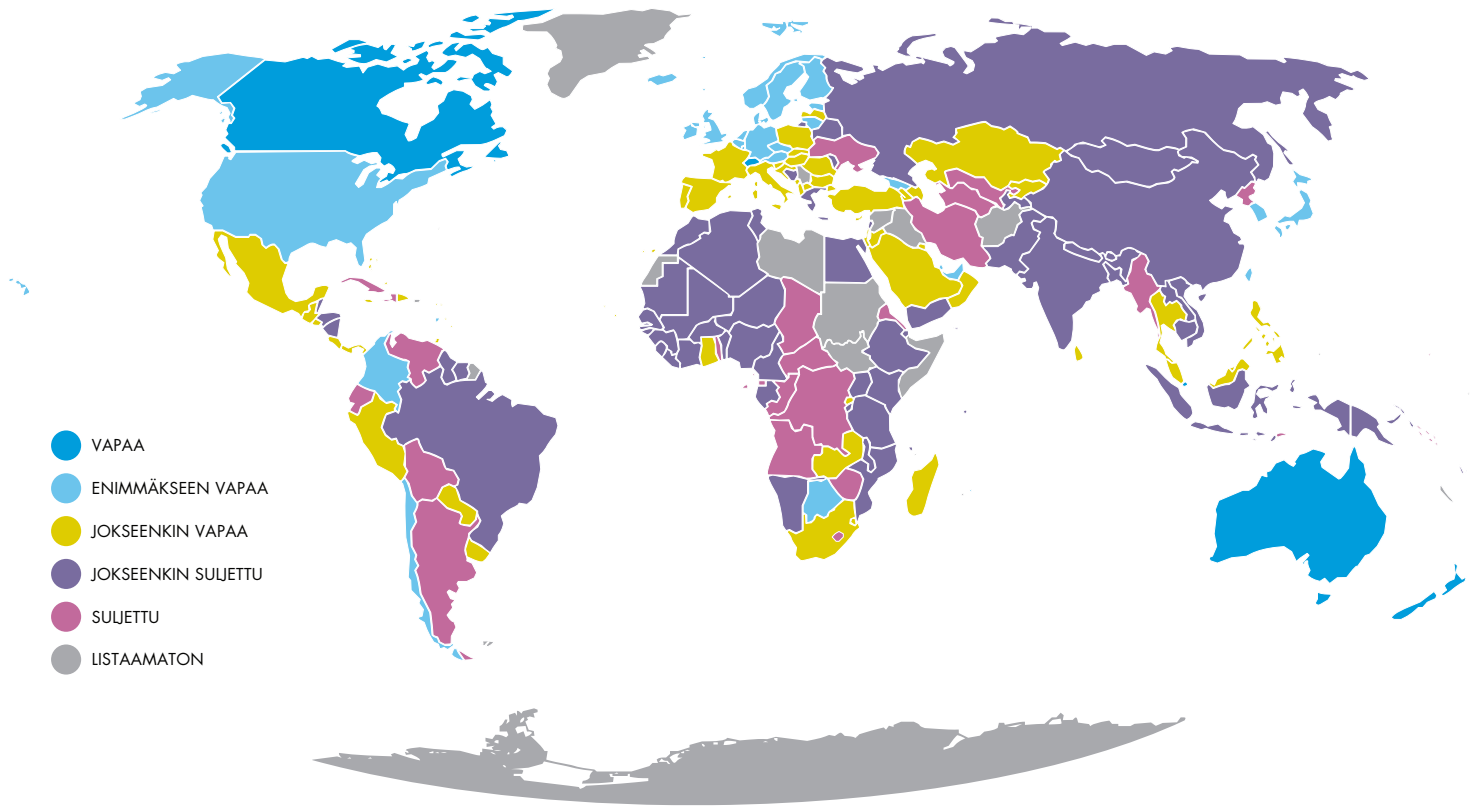 VAPAA
ENIMMÄKSEEN VAPAA
JOKSEENKIN VAPAA
JOKSEENKIN SULJETTU
SULJETTU
LISTAAMATON